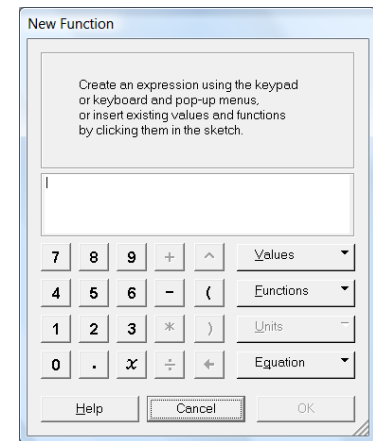 New Function
Create an expression using the keypad
or keyboard and pop-up menus,
or insert existing values and functions
by clicking them in the sketch.
7 8 9 + ^ Values
4 5 6 - ( Functions
1 2 3 * ) Units
0 . x ÷ ← Equation
Help Cancel OK